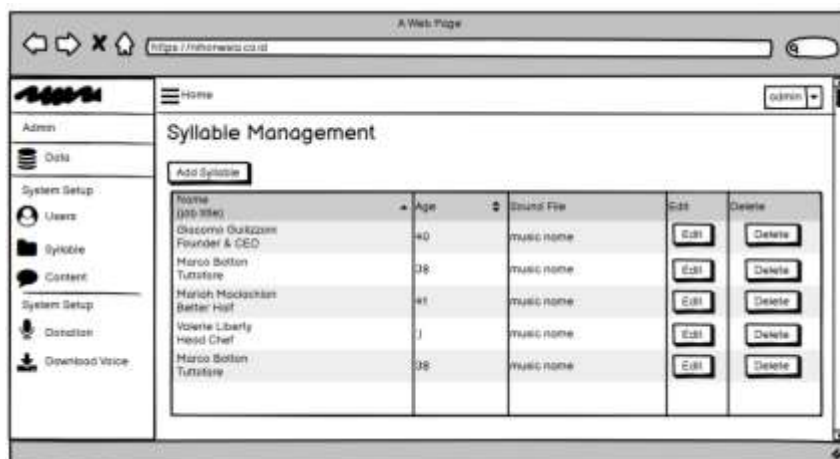 A Web Page
Home
admin
Admin
Data
System Setup
Users
Syllable
Content
System Setup
Donation
Download Voice
Syllable Management
Add Syllable
Name
(job title)
Age
Sound File
Edit
Delete
Giacomo Guilizzoni
Founder & CEO
40
music name
Edit
Delete
Marco Botton
Tuttofare
38
music name
Edit
Delete
Mariah Maclachlan
Better Half
41
music name
Edit
Delete
Valerie Liberty
Head Chef
:)
music name
Edit
Delete
Marco Botton
Tuttofare
38
music name
Edit
Delete